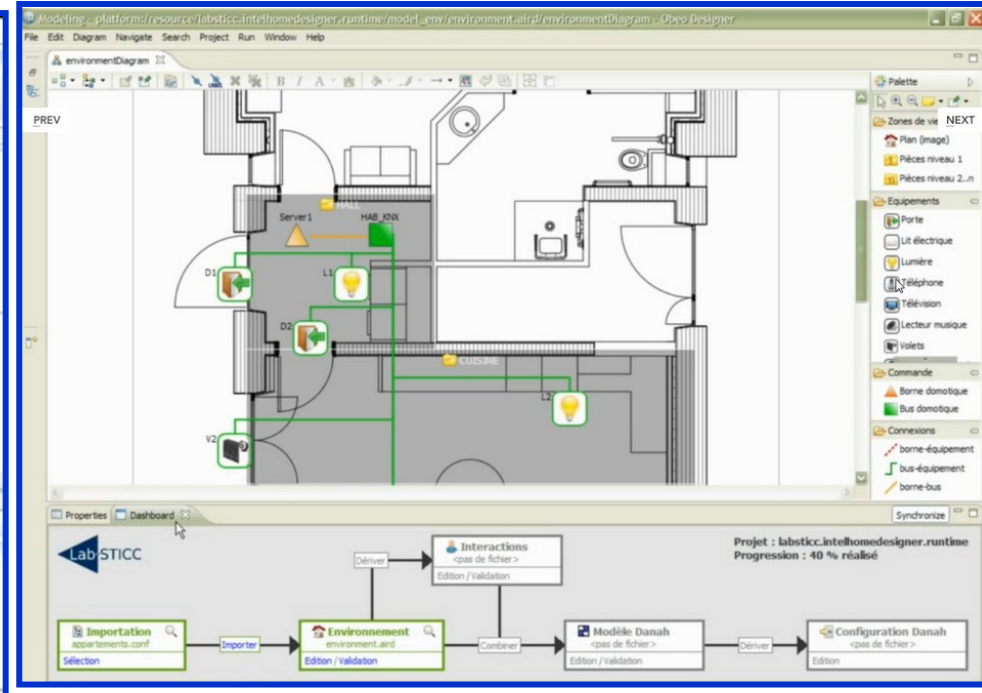 Modeling - platform:/resource/labsticc.intelhomedesigner.runtime/model_env/environment.aird/environmentDiagram - Obeo Designer
File Edit Diagram Navigate Search Project Run Window Help
environmentDiagram
B I A
PREV
NEXT
Palette
Zones de vie
Plan (image)
Pièces niveau 1
Pièces niveau 2..n
Equipements
Porte
Lit électrique
Lumière
Téléphone
Télévision
Lecteur musique
Volets
Commande
Borne domotique
Bus domotique
Connexions
borne-équipement
bus-équipement
borne-bus
HALL
Server1
HAB_KNX
D1
L1
D2
CUISINE
L2
V2
Properties
Dashboard
Synchronize
Lab-STICC
Projet : labsticc.intelhomedesigner.runtime
Progression : 40 % réalisé
Interactions
<pas de fichier>
Edition / Validation
Dériver
Importation
appartements.conf
Sélection
Importer
Environnement
environment.aird
Edition / Validation
Combiner
Modèle Danah
<pas de fichier>
Edition / Validation
Dériver
Configuration Danah
<pas de fichier>
Edition